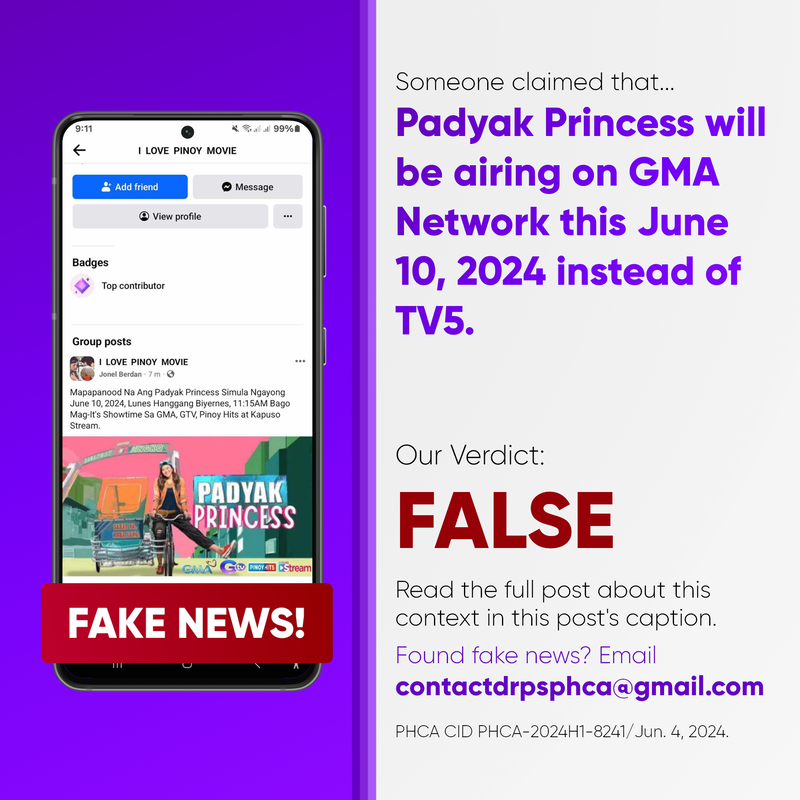 9:11
99%
I LOVE PINOY MOVIE
Add friend
Message
View profile
Badges
Top contributor
Group posts
I LOVE PINOY MOVIE
Jonel Berdan · 7 m ·
Mapapanood Na Ang Padyak Princess Simula Ngayong
June 10, 2024, Lunes Hanggang Biyernes, 11:15AM Bago
Mag-It's Showtime Sa GMA, GTV, Pinoy Hits at Kapuso
Stream.
PADYAK
PRINCESS
GMA
Gtv
PINOY HITS
Stream
FAKE NEWS!
Someone claimed that...
Padyak Princess will
be airing on GMA
Network this June
10, 2024 instead of
TV5.
Our Verdict:
FALSE
Read the full post about this
context in this post's caption.
Found fake news? Email
contactdrpsphca@gmail.com
PHCA CID PHCA-2024H1-8241/Jun. 4, 2024.